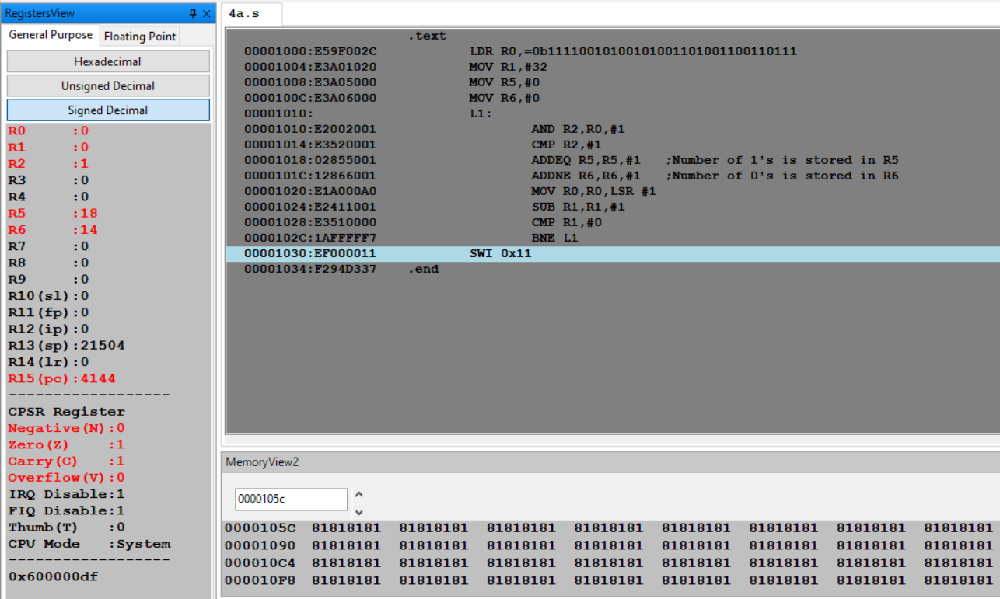 RegistersView
General Purpose Floating Point
Hexadecimal
Unsigned Decimal
Signed Decimal
R0 :0
R1 :0
R2 :1
R3 :0
R4 :0
R5 :18
R6 :14
R7 :0
R8 :0
R9 :0
R10(sl):0
R11(fp):0
R12(ip):0
R13(sp):21504
R14(lr):0
R15(pc):4144
-------------------
CPSR Register
Negative(N):0
Zero(Z) :1
Carry(C) :1
Overflow(V):0
IRQ Disable:1
FIQ Disable:1
Thumb(T) :0
CPU Mode :System
-------------------
0x600000df
4a.s
.text
00001000:E59F002C LDR R0,=0b11110010100101001101001100110111
00001004:E3A01020 MOV R1,#32
00001008:E3A05000 MOV R5,#0
0000100C:E3A06000 MOV R6,#0
00001010: L1:
00001010:E2002001 AND R2,R0,#1
00001014:E3520001 CMP R2,#1
00001018:02855001 ADDEQ R5,R5,#1 ;Number of 1's is stored in R5
0000101C:12866001 ADDNE R6,R6,#1 ;Number of 0's is stored in R6
00001020:E1A000A0 MOV R0,R0,LSR #1
00001024:E2411001 SUB R1,R1,#1
00001028:E3510000 CMP R1,#0
0000102C:1AFFFFF7 BNE L1
00001030:EF000011 SWI 0x11
00001034:F294D337 .end
MemoryView2
0000105c
0000105C 81818181 81818181 81818181 81818181 81818181 81818181 81818181 81818181
00001090 81818181 81818181 81818181 81818181 81818181 81818181 81818181 81818181
000010C4 81818181 81818181 81818181 81818181 81818181 81818181 81818181 81818181
000010F8 81818181 81818181 81818181 81818181 81818181 81818181 81818181 81818181